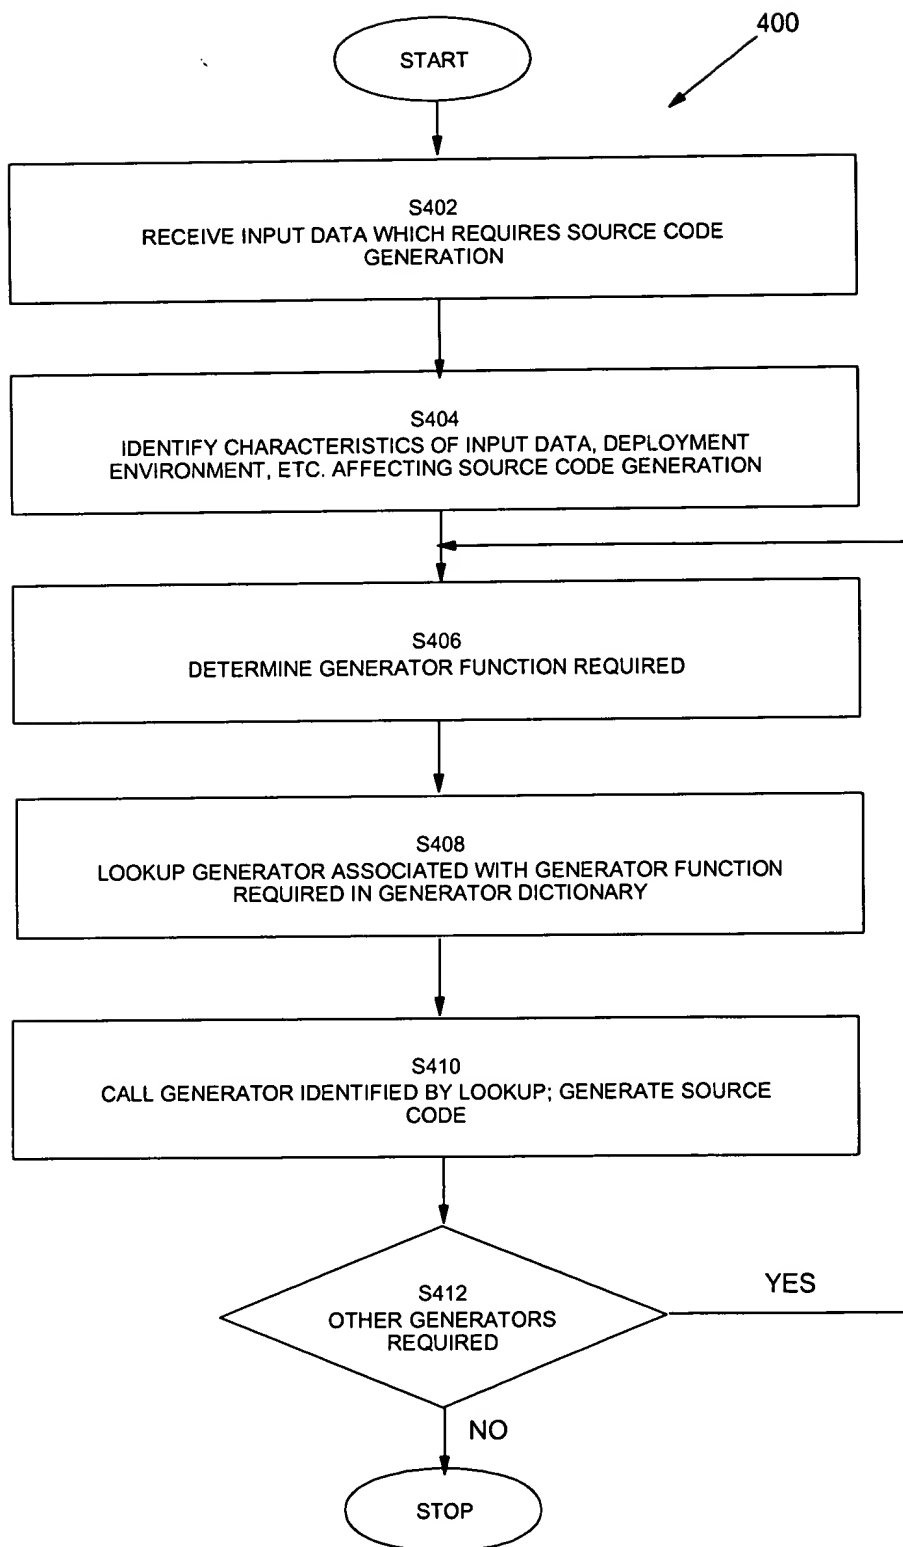 400
START
S402
RECEIVE INPUT DATA WHICH REQUIRES SOURCE CODE
GENERATION
S404
IDENTIFY CHARACTERISTICS OF INPUT DATA, DEPLOYMENT
ENVIRONMENT, ETC. AFFECTING SOURCE CODE GENERATION
S406
DETERMINE GENERATOR FUNCTION REQUIRED
S408
LOOKUP GENERATOR ASSOCIATED WITH GENERATOR FUNCTION
REQUIRED IN GENERATOR DICTIONARY
S410
CALL GENERATOR IDENTIFIED BY LOOKUP; GENERATE SOURCE
CODE
S412
OTHER GENERATORS
REQUIRED
YES
NO
STOP